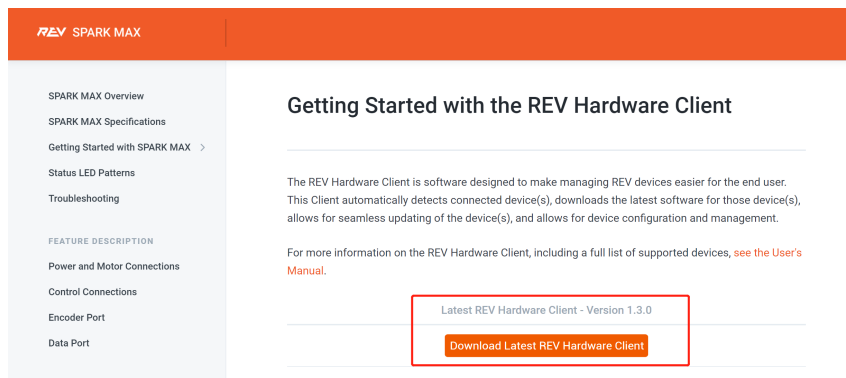 REV SPARK MAX
SPARK MAX Overview
SPARK MAX Specifications
Getting Started with SPARK MAX
Status LED Patterns
Troubleshooting
FEATURE DESCRIPTION
Power and Motor Connections
Control Connections
Encoder Port
Data Port
Getting Started with the REV Hardware Client
The REV Hardware Client is software designed to make managing REV devices easier for the end user.
This Client automatically detects connected device(s), downloads the latest software for those device(s),
allows for seamless updating of the device(s), and allows for device configuration and management.
For more information on the REV Hardware Client, including a full list of supported devices, see the User's
Manual.
Latest REV Hardware Client - Version 1.3.0
Download Latest REV Hardware Client